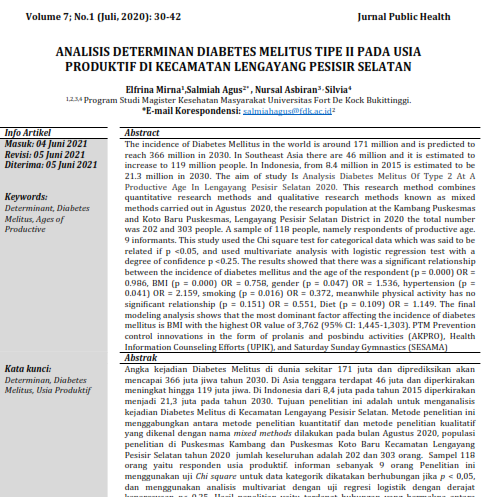 Volume 7; No.1 (Juli, 2020): 30-42 Jurnal Public Health
ANALISIS DETERMINAN DIABETES MELITUS TIPE II PADA USIA
PRODUKTIF DI KECAMATAN LENGAYANG PESISIR SELATAN
Elfrina Mirna¹,Salmiah Agus²*, Nursal Asbiran³·Silvia⁴
1,2,3,4 Program Studi Magister Kesehatan Masyarakat Universitas Fort De Kock Bukittinggi.
*E-mail Korespondensi: salmiahagus@fdk.ac.id²
Info Artikel
Masuk: 04 Juni 2021
Revisi: 05 Juni 2021
Diterima: 05 Juni 2021
Keywords:
Determinant, Diabetes
Melitus, Ages of
Productive
Abstract
The incidence of Diabetes Mellitus in the world is around 171 million and is predicted to
reach 366 million in 2030. In Southeast Asia there are 46 million and it is estimated to
increase to 119 million people. In Indonesia, from 8.4 million in 2015 is estimated to be
21.3 million in 2030. The aim of study Is Analysis Diabetes Melitus Of Type 2 At A
Productive Age In Lengayang Pesisir Selatan 2020. This research method combines
quantitative research methods and qualitative research methods known as mixed
methods carried out in Agustus 2020, the research population at the Kambang Puskesmas
and Koto Baru Puskesmas, Lengayang Pesisir Selatan District in 2020 the total number
was 202 and 303 people. A sample of 118 people, namely respondents of productive age.
9 informants. This study used the Chi square test for categorical data which was said to be
related if p <0.05, and used multivariate analysis with logistic regression test with a
degree of confidence p <0.25. The results showed that there was a significant relationship
between the incidence of diabetes mellitus and the age of the respondent (p = 0.000) OR =
0.986, BMI (p = 0.000) OR = 0.758, gender (p = 0.047) OR = 1.536, hypertension (p =
0.041) OR = 2.159, smoking (p = 0.016) OR = 0.372, meanwhile physical activity has no
significant relationship (p = 0.151) OR = 0.551, Diet (p = 0.109) OR = 1.149. The final
modeling analysis shows that the most dominant factor affecting the incidence of diabetes
mellitus is BMI with the highest OR value of 3,762 (95% CI: 1,445-1,303). PTM Prevention
control innovations in the form of prolanis and posbindu activities (AKPRO), Health
Information Counseling Efforts (UPIK), and Saturday Sunday Gymnastics (SESAMA)
Abstrak
Kata kunci:
Determinan, Diabetes
Melitus, Usia Produktif
Angka kejadian Diabetes Melitus di dunia sekitar 171 juta dan diprediksikan akan
mencapai 366 juta jiwa tahun 2030. Di Asia tenggara terdapat 46 juta dan diperkirakan
meningkat hingga 119 juta jiwa. Di Indonesia dari 8,4 juta pada tahun 2015 diperkirakan
menjadi 21,3 juta pada tahun 2030. Tujuan penelitian ini adalah untuk menganalisis
kejadian Diabetes Melitus di Kecamatan Lengayang Pesisir Selatan. Metode penelitian ini
menggabungkan antara metode penelitian kuantitatif dan metode penelitian kualitatif
yang dikenal dengan nama mixed methods dilakukan pada bulan Agustus 2020, populasi
penelitian di Puskesmas Kambang dan Puskesmas Koto Baru Kecamatan Lengayang
Pesisir Selatan tahun 2020 jumlah keseluruhan adalah 202 dan 303 orang. Sampel 118
orang yaitu responden usia produktif. informan sebanyak 9 orang Penelitian ini
menggunakan uji Chi square untuk data kategorik dikatakan berhubungan jika p < 0,05,
dan menggunakan analisis multivariat dengan uji regresi logistik dengan derajat